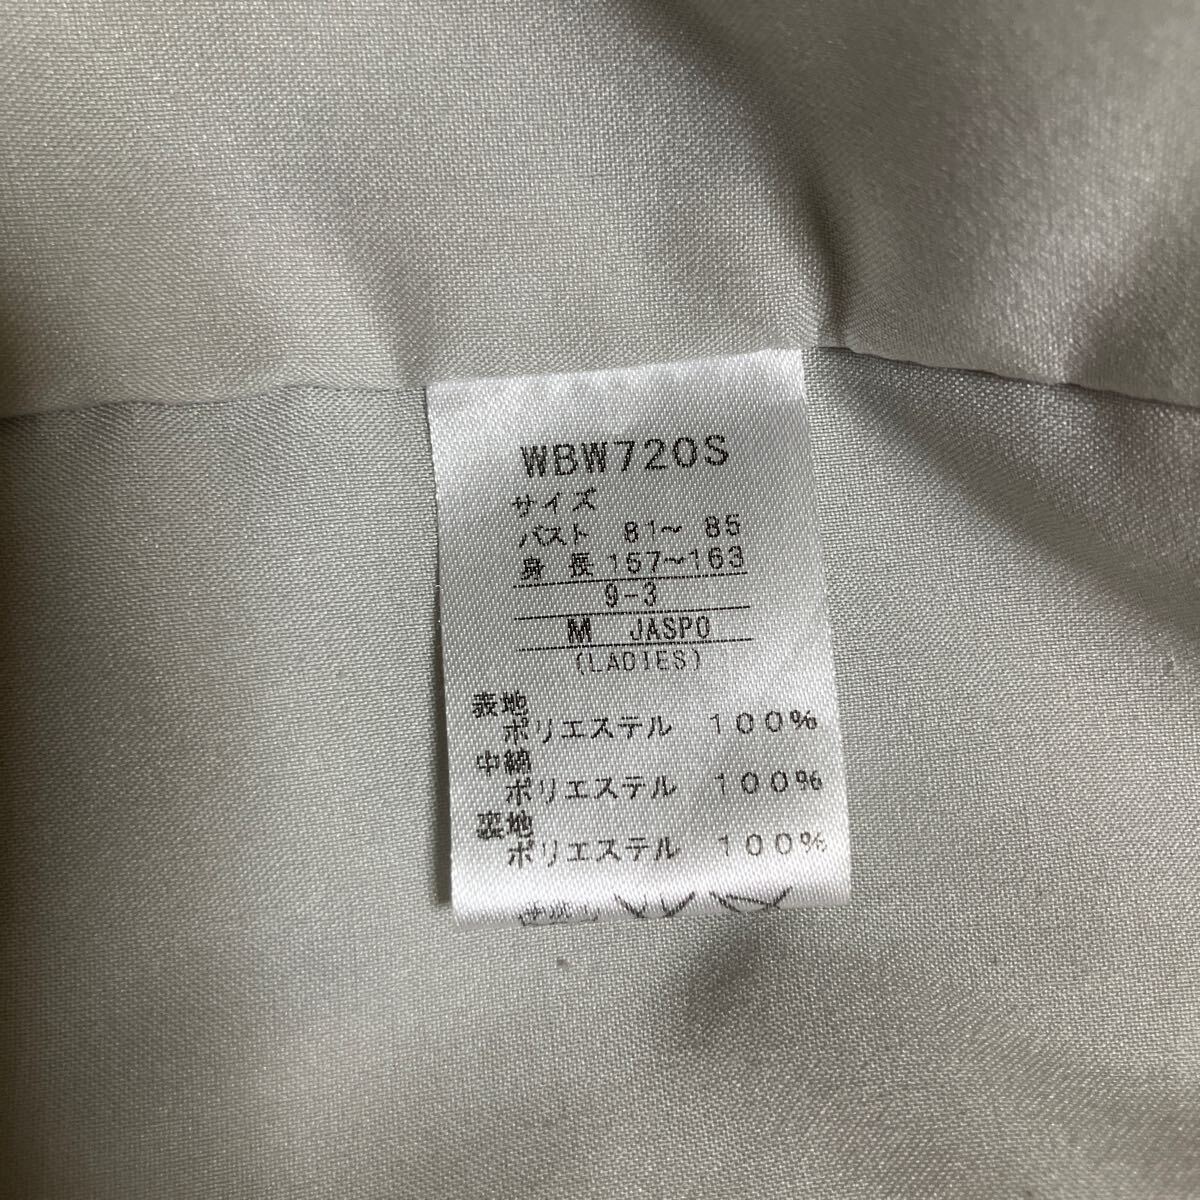 WBW720S
サイズ
バスト 81～ 85
身 長 157～163
9-3
M JASPO
(LADIES)
表地
ポリエステル 100%
中綿
ポリエステル 100%
裏地
ポリエステル 100%